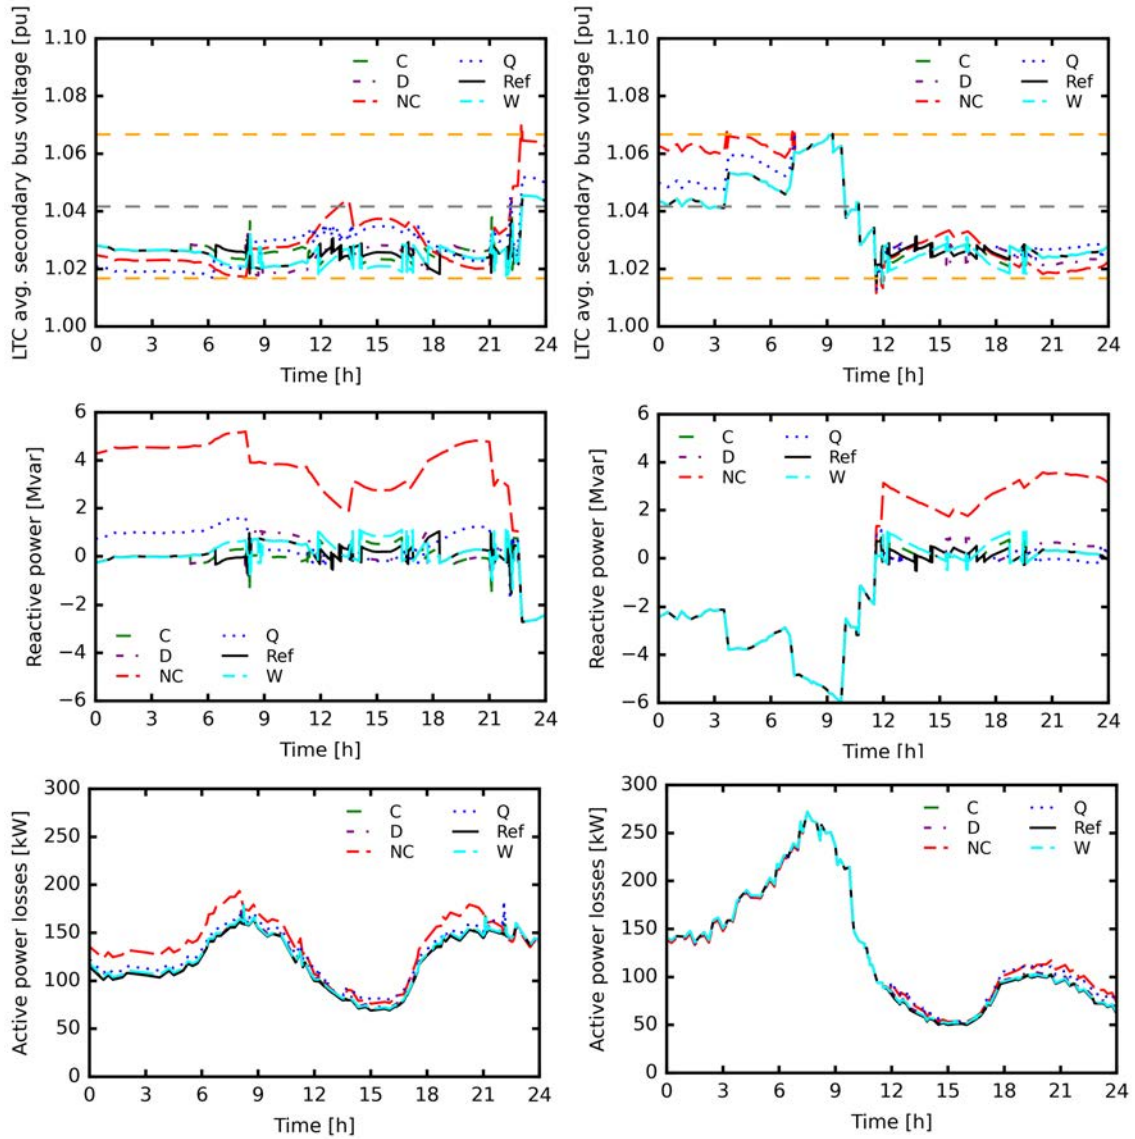 LTC avg. secondary bus voltage [pu]
1.10
1.08
1.06
1.04
1.02
1.00
C
D
NC
Q
Ref
W
0 3 6 9 12 15 18 21 24
Time [h]
LTC avg. secondary bus voltage [pu]
1.10
1.08
1.06
1.04
1.02
1.00
C
D
NC
Q
Ref
W
0 3 6 9 12 15 18 21 24
Time [h]
Reactive power [Mvar]
6
4
2
0
−2
−4
−6
C
D
NC
Q
Ref
W
0 3 6 9 12 15 18 21 24
Time [h]
Reactive power [Mvar]
6
4
2
0
−2
−4
−6
C
D
NC
Q
Ref
W
0 3 6 9 12 15 18 21 24
Time [h]
Active power losses [kW]
300
250
200
150
100
50
0
C
D
NC
Q
Ref
W
0 3 6 9 12 15 18 21 24
Time [h]
Active power losses [kW]
300
250
200
150
100
50
0
C
D
NC
Q
Ref
W
0 3 6 9 12 15 18 21 24
Time [h]